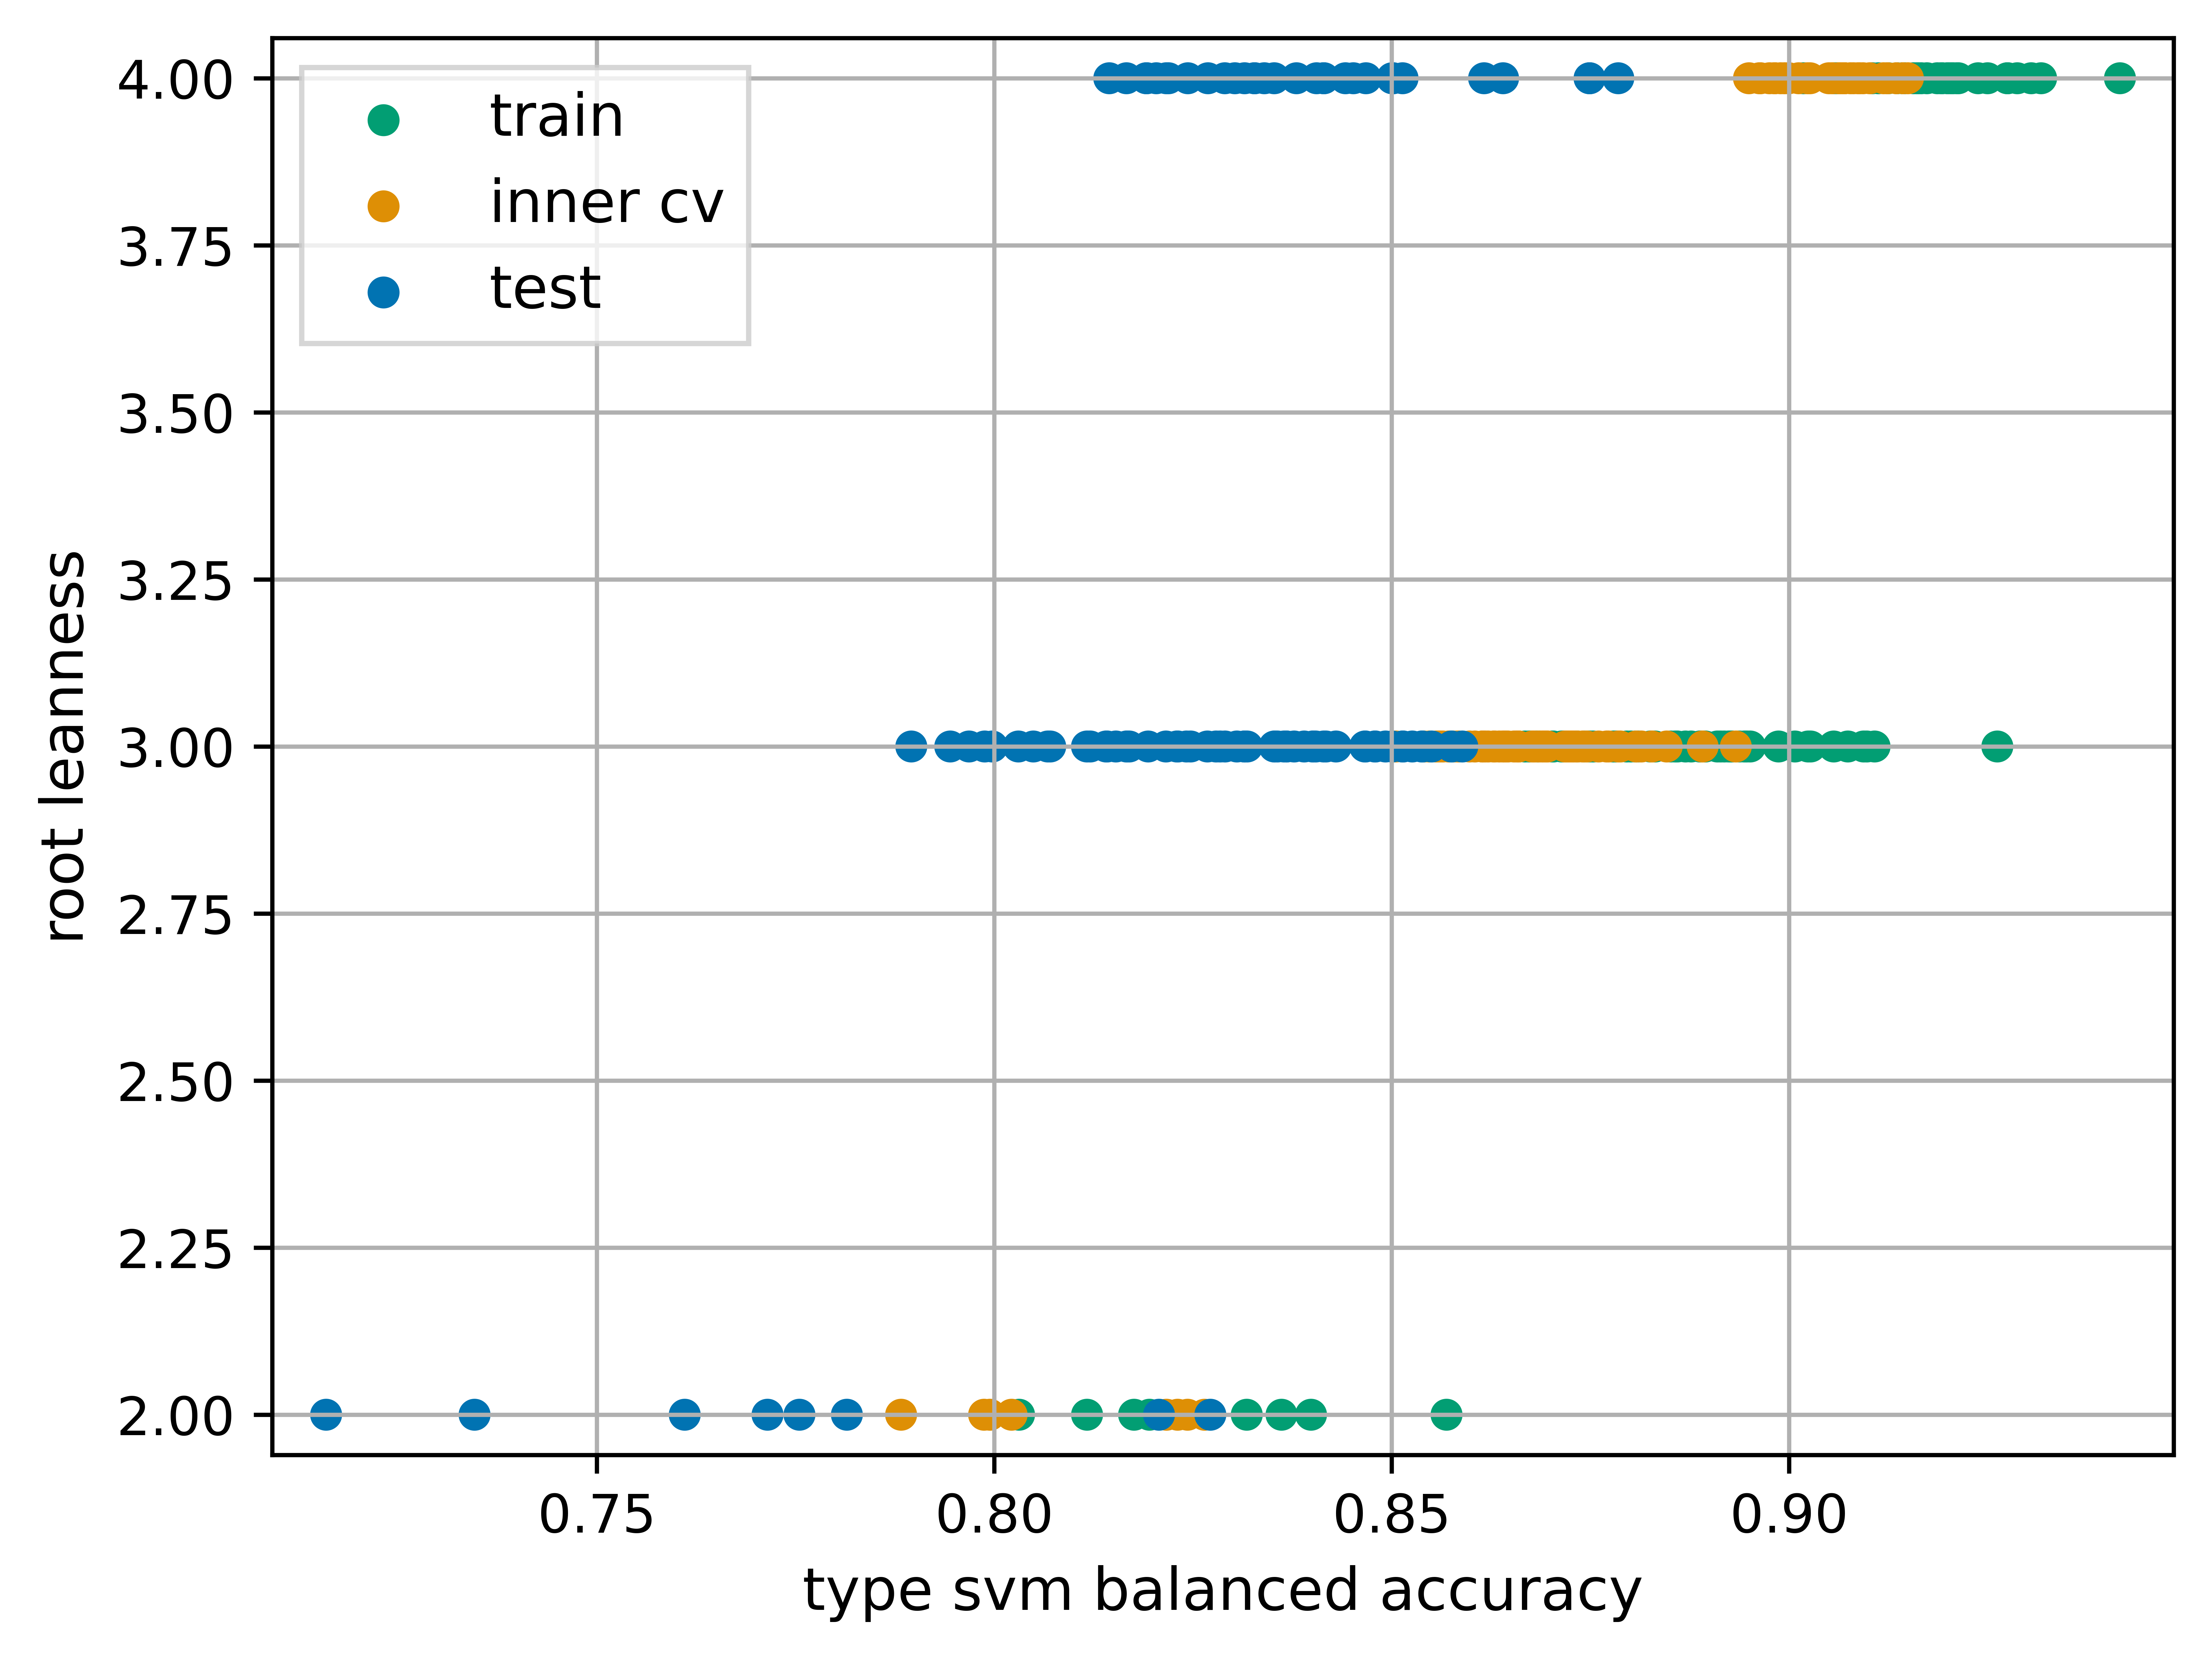 train
inner cv
test
4.00
3.75
3.50
3.25
3.00
2.75
2.50
2.25
2.00
root leanness
0.75 0.80 0.85 0.90
type svm balanced accuracy